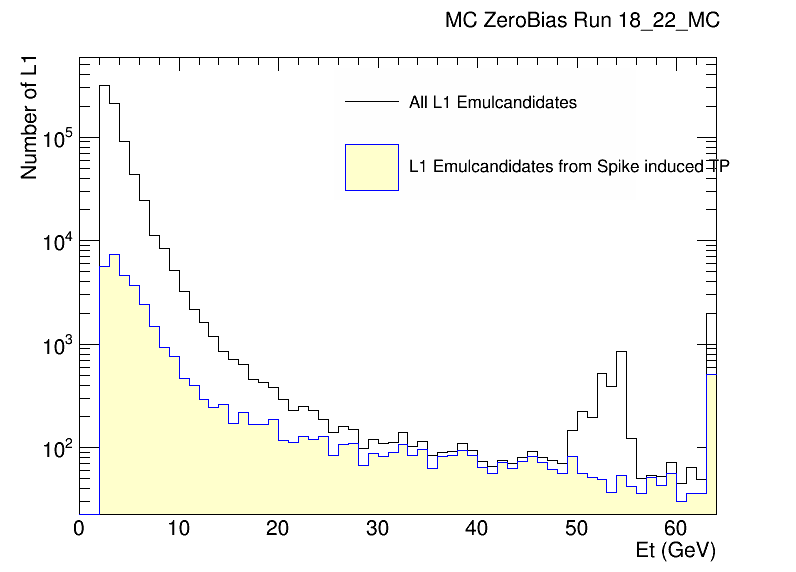 MC ZeroBias Run 18_22_MC
Number of L1
All L1 Emulcandidates
L1 Emulcandidates from Spike induced TP
10^5
10^4
10^3
10^2
0 10 20 30 40 50 60
Et (GeV)